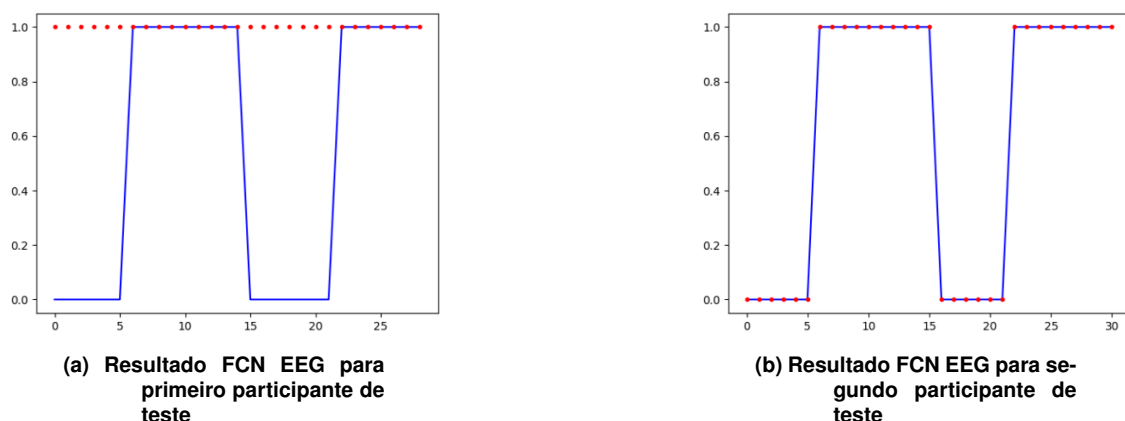 1.0
0.8
0.6
0.4
0.2
0.0
0 5 10 15 20 25
(a) Resultado FCN EEG para
primeiro participante de
teste
1.0
0.8
0.6
0.4
0.2
0.0
0 5 10 15 20 25 30
(b) Resultado FCN EEG para se-
gundo participante de
teste